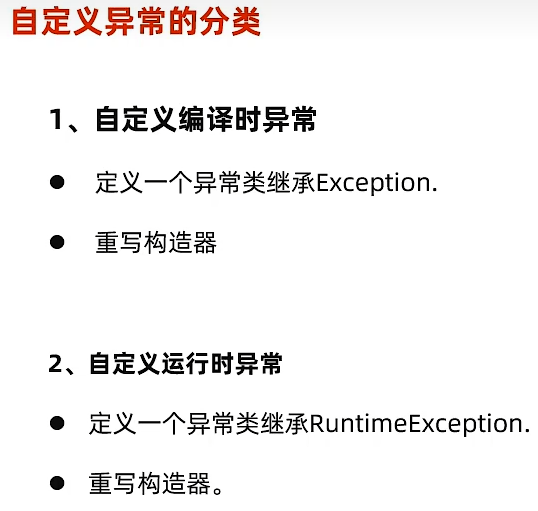 自定义异常的分类
1、自定义编译时异常
● 定义一个异常类继承Exception.
● 重写构造器
2、自定义运行时异常
● 定义一个异常类继承RuntimeException.
● 重写构造器。